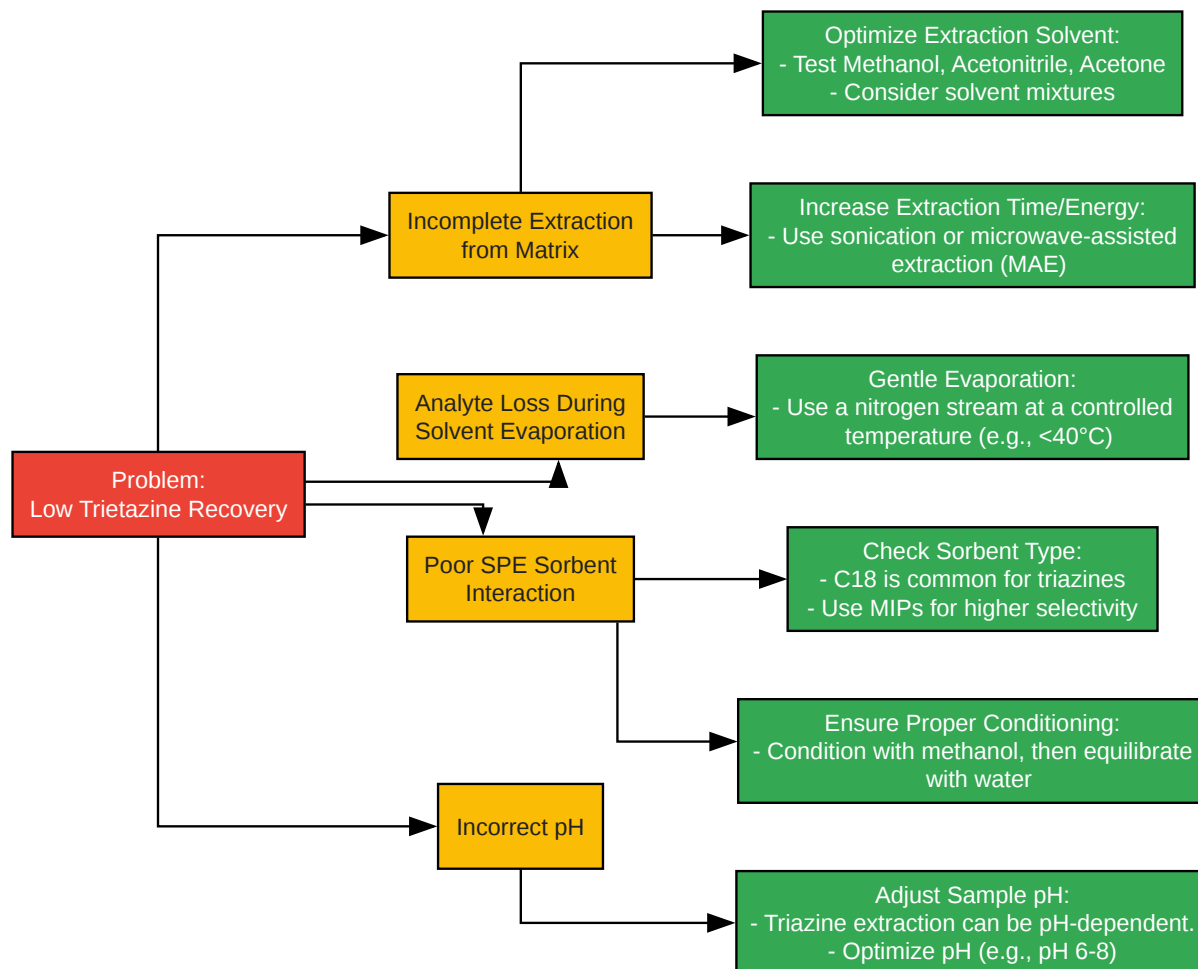 Optimize Extraction Solvent:
- Test Methanol, Acetonitrile, Acetone
- Consider solvent mixtures
Incomplete Extraction
from Matrix
Increase Extraction Time/Energy:
- Use sonication or microwave-assisted
extraction (MAE)
Analyte Loss During
Solvent Evaporation
Gentle Evaporation:
- Use a nitrogen stream at a controlled
temperature (e.g., <40°C)
Problem:
Low Trietazine Recovery
Poor SPE Sorbent
Interaction
Check Sorbent Type:
- C18 is common for triazines
- Use MIPs for higher selectivity
Ensure Proper Conditioning:
- Condition with methanol, then equilibrate
with water
Incorrect pH
Adjust Sample pH:
- Triazine extraction can be pH-dependent.
- Optimize pH (e.g., pH 6-8)